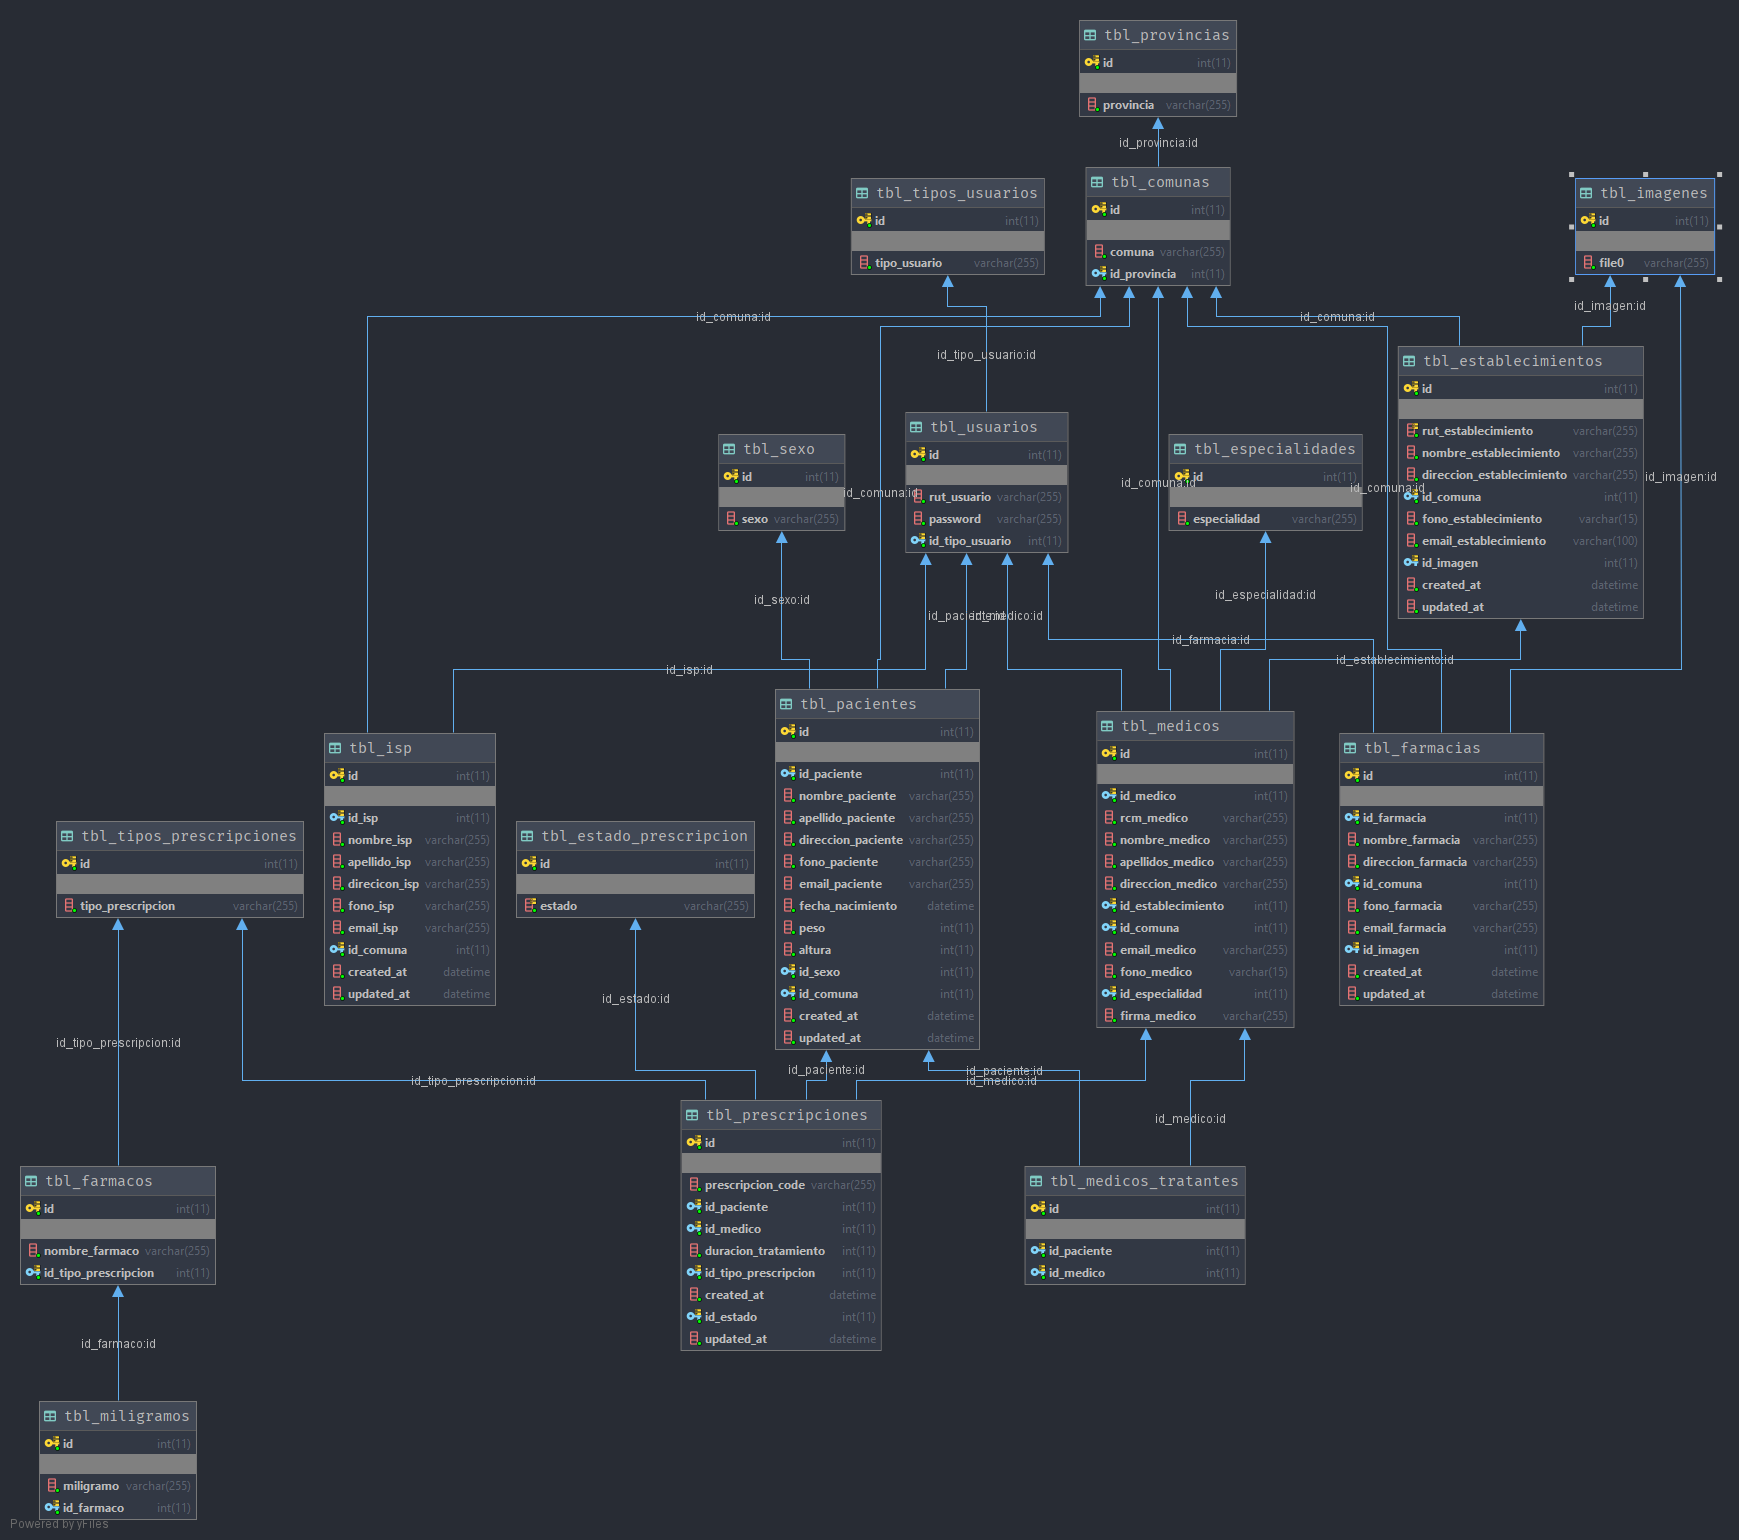 tbl_provincias
id int(11)
provincia varchar(255)
id_provincia:id
tbl_comunas
id int(11)
comuna varchar(255)
id_provincia int(11)
tbl_tipos_usuarios
id int(11)
tipo_usuario varchar(255)
tbl_imagenes
id int(11)
file0 varchar(255)
id_imagen:id
id_comuna:id
id_comuna:id
id_tipo_usuario:id
tbl_establecimientos
id int(11)
rut_establecimiento varchar(255)
nombre_establecimiento varchar(255)
direccion_establecimiento varchar(255)
id_comuna int(11)
fono_establecimiento varchar(15)
email_establecimiento varchar(100)
id_imagen int(11)
created_at datetime
updated_at datetime
tbl_sexo
id int(11)
sexo varchar(255)
tbl_usuarios
id int(11)
rut_usuario varchar(255)
password varchar(255)
id_tipo_usuario int(11)
tbl_especialidades
id int(11)
especialidad varchar(255)
id_comuna:id
id_comuna:id
id_comuna:id
id_imagen:id
id_sexo:id
id_paciente:id
id_medico:id
id_especialidad:id
id_farmacia:id
id_establecimiento:id
id_isp:id
tbl_isp
id int(11)
id_isp int(11)
nombre_isp varchar(255)
apellido_isp varchar(255)
direcicon_isp varchar(255)
fono_isp varchar(255)
email_isp varchar(255)
id_comuna int(11)
created_at datetime
updated_at datetime
tbl_pacientes
id int(11)
id_paciente int(11)
nombre_paciente varchar(255)
apellido_paciente varchar(255)
direccion_paciente varchar(255)
fono_paciente varchar(255)
email_paciente varchar(255)
fecha_nacimiento datetime
peso int(11)
altura int(11)
id_sexo int(11)
id_comuna int(11)
created_at datetime
updated_at datetime
tbl_medicos
id int(11)
id_medico int(11)
rcm_medico varchar(255)
nombre_medico varchar(255)
apellidos_medico varchar(255)
direccion_medico varchar(255)
id_establecimiento int(11)
id_comuna int(11)
email_medico varchar(255)
fono_medico varchar(15)
id_especialidad int(11)
firma_medico varchar(255)
tbl_farmacias
id int(11)
id_farmacia int(11)
nombre_farmacia varchar(255)
direccion_farmacia varchar(255)
id_comuna int(11)
fono_farmacia varchar(255)
email_farmacia varchar(255)
id_imagen int(11)
created_at datetime
updated_at datetime
tbl_tipos_prescripciones
id int(11)
tipo_prescripcion varchar(255)
tbl_estado_prescripcion
id int(11)
estado varchar(255)
id_estado:id
id_tipo_prescripcion:id
id_tipo_prescripcion:id
id_paciente:id
id_paciente:id
id_medico:id
id_medico:id
tbl_prescripciones
id int(11)
prescripcion_code varchar(255)
id_paciente int(11)
id_medico int(11)
duracion_tratamiento int(11)
id_tipo_prescripcion int(11)
created_at datetime
id_estado int(11)
updated_at datetime
tbl_medicos_tratantes
id int(11)
id_paciente int(11)
id_medico int(11)
tbl_farmacos
id int(11)
nombre_farmaco varchar(255)
id_tipo_prescripcion int(11)
id_farmaco:id
tbl_miligramos
id int(11)
miligramo varchar(255)
id_farmaco int(11)
Powered by yFiles